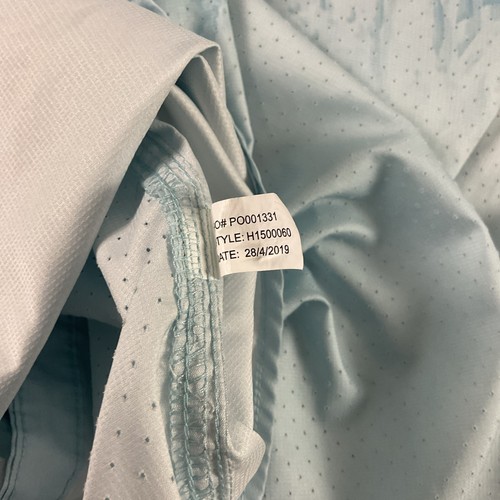 O# PO001331
TYLE: H1500060
ATE: 28/4/2019